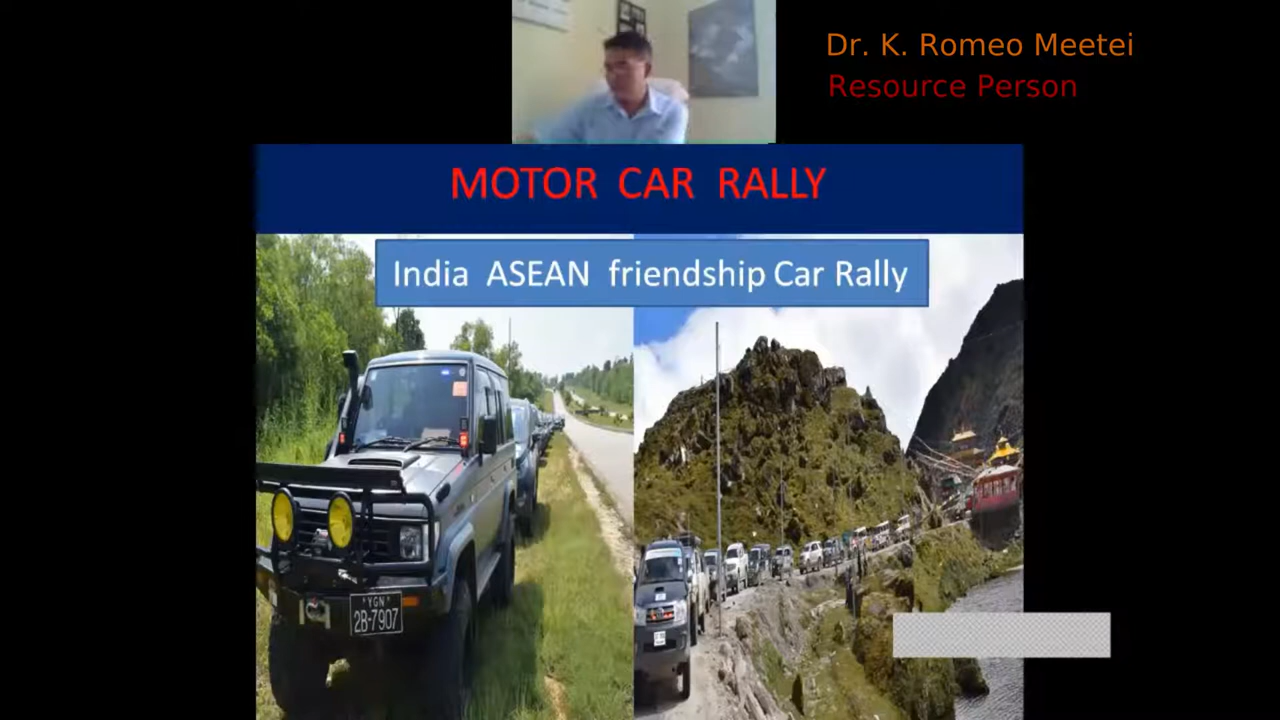 Dr. K. Romeo Meetei
Resource Person
MOTOR CAR RALLY
India ASEAN friendship Car Rally
YGN
2B-7907